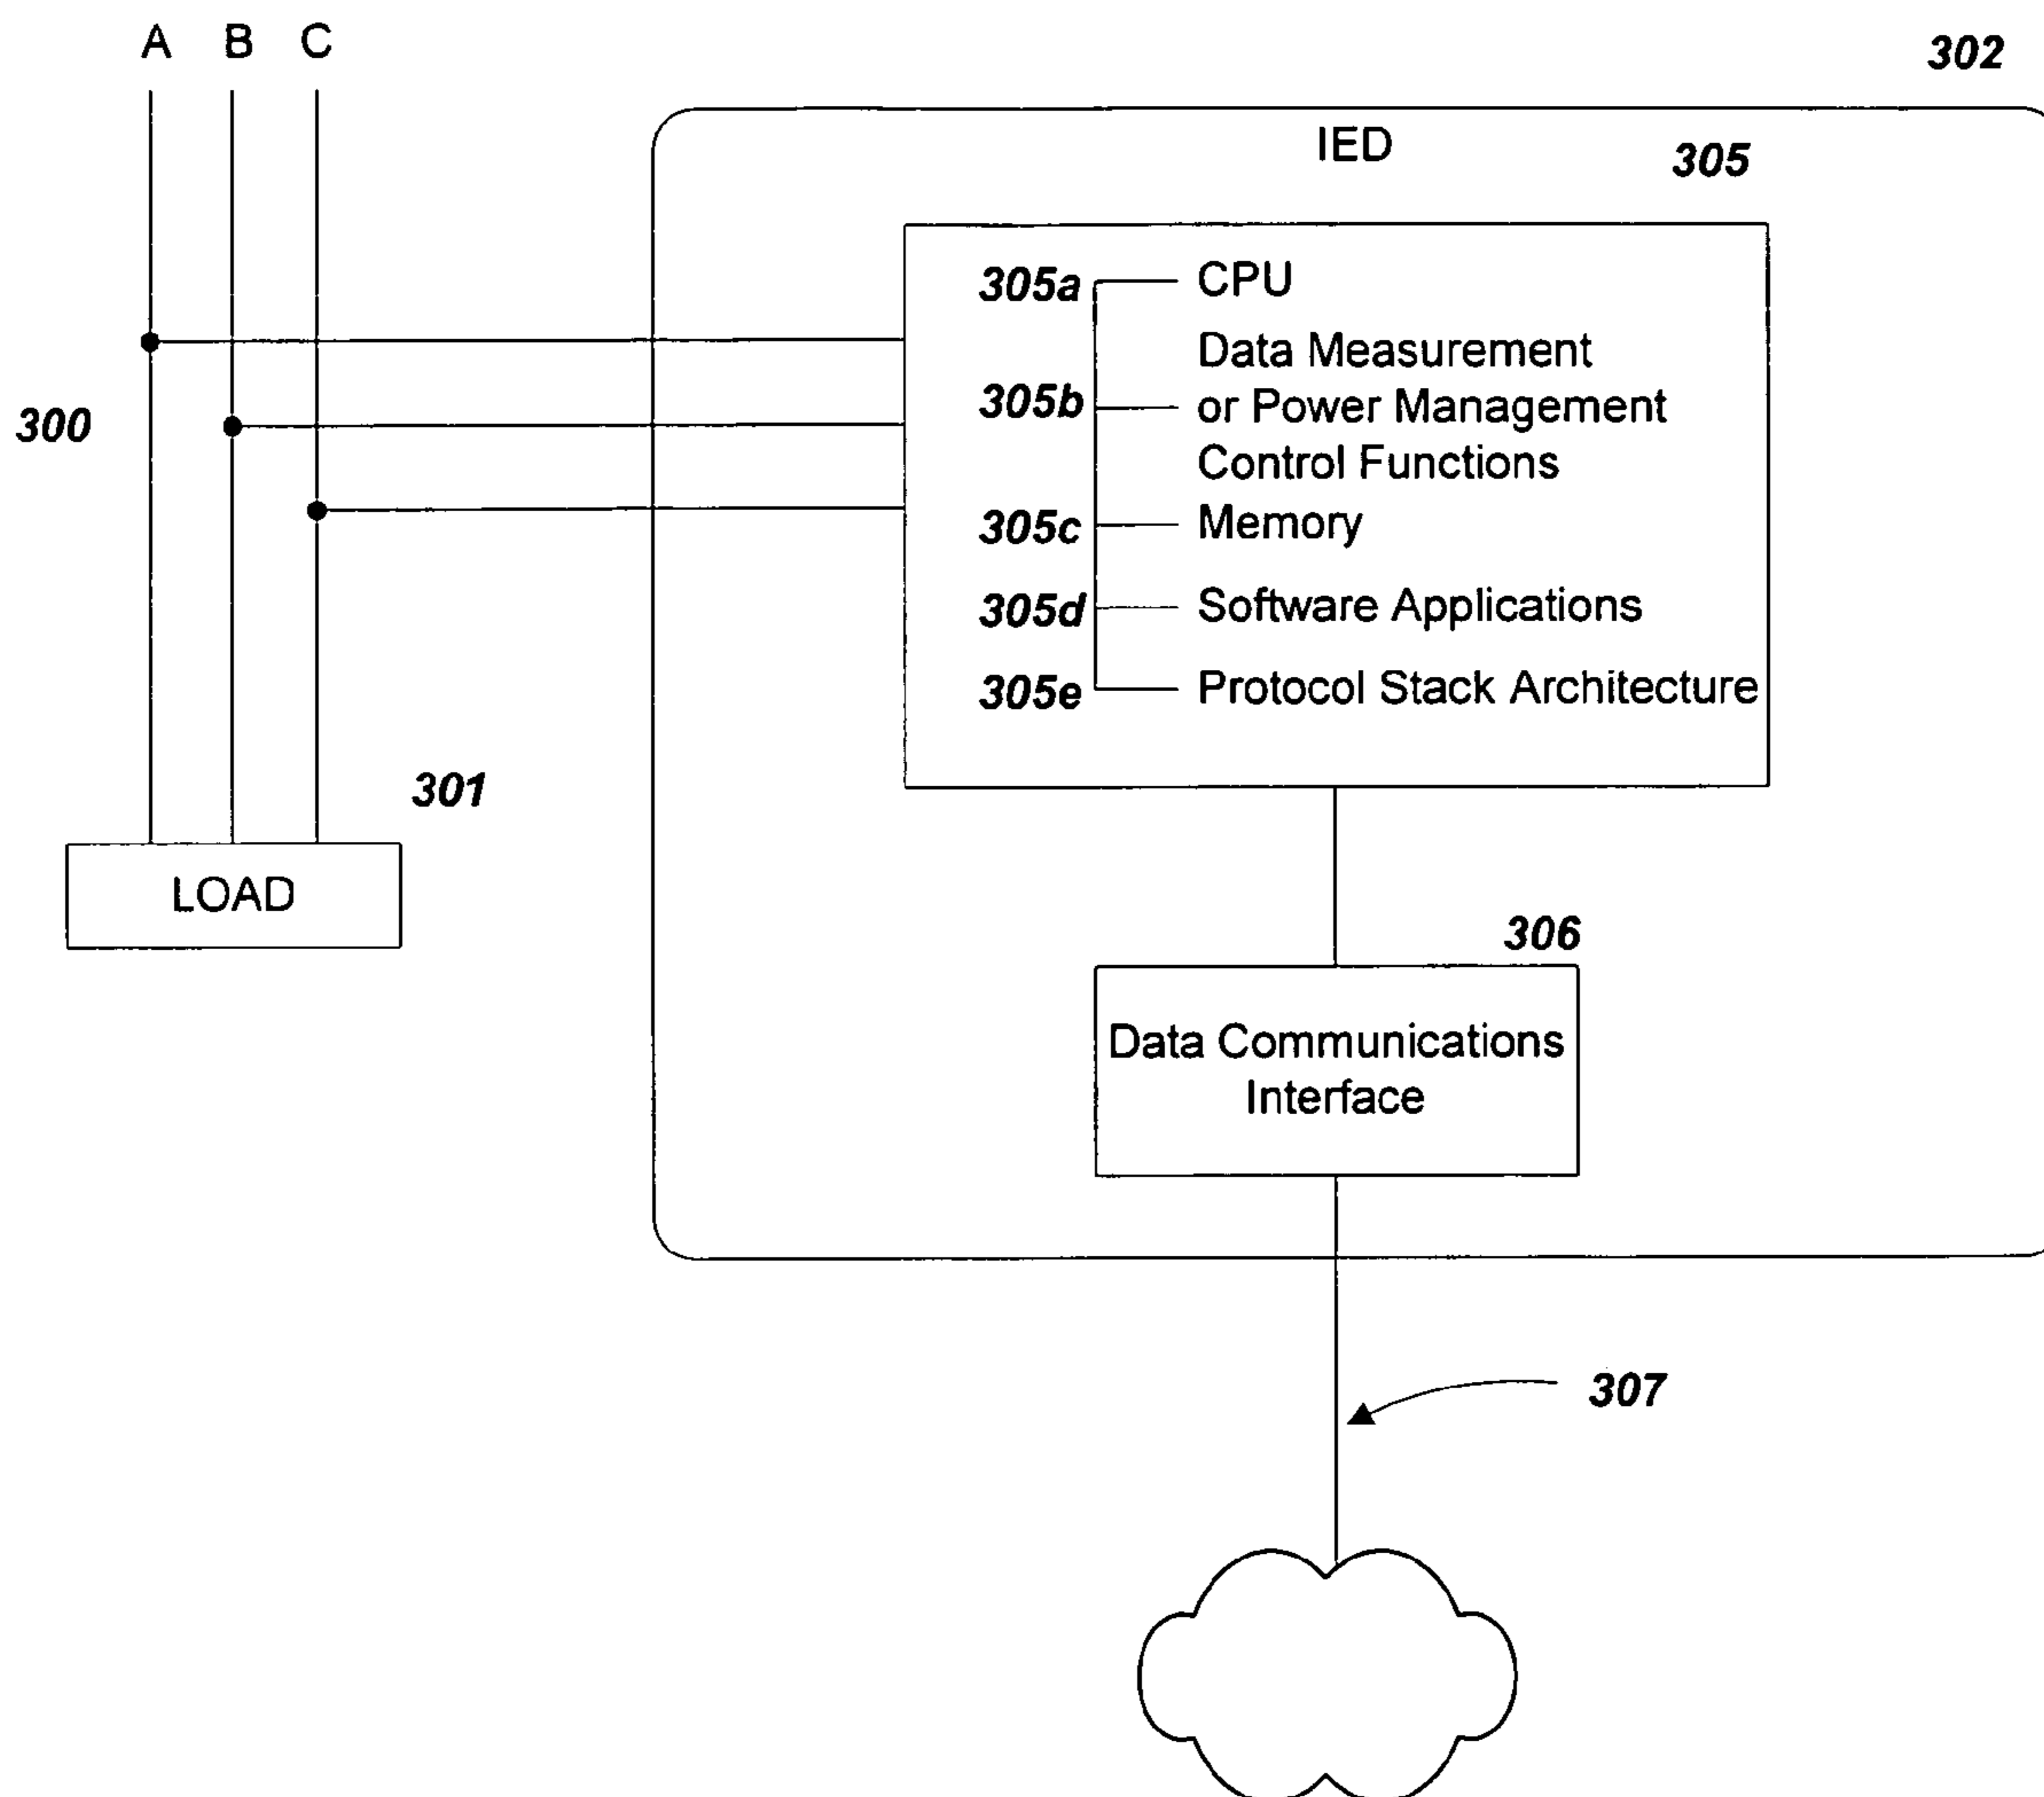 A B C
302
IED
305
305a CPU
Data Measurement
305b or Power Management
Control Functions
300
305c Memory
305d Software Applications
305e Protocol Stack Architecture
301
LOAD
306
Data Communications
Interface
307